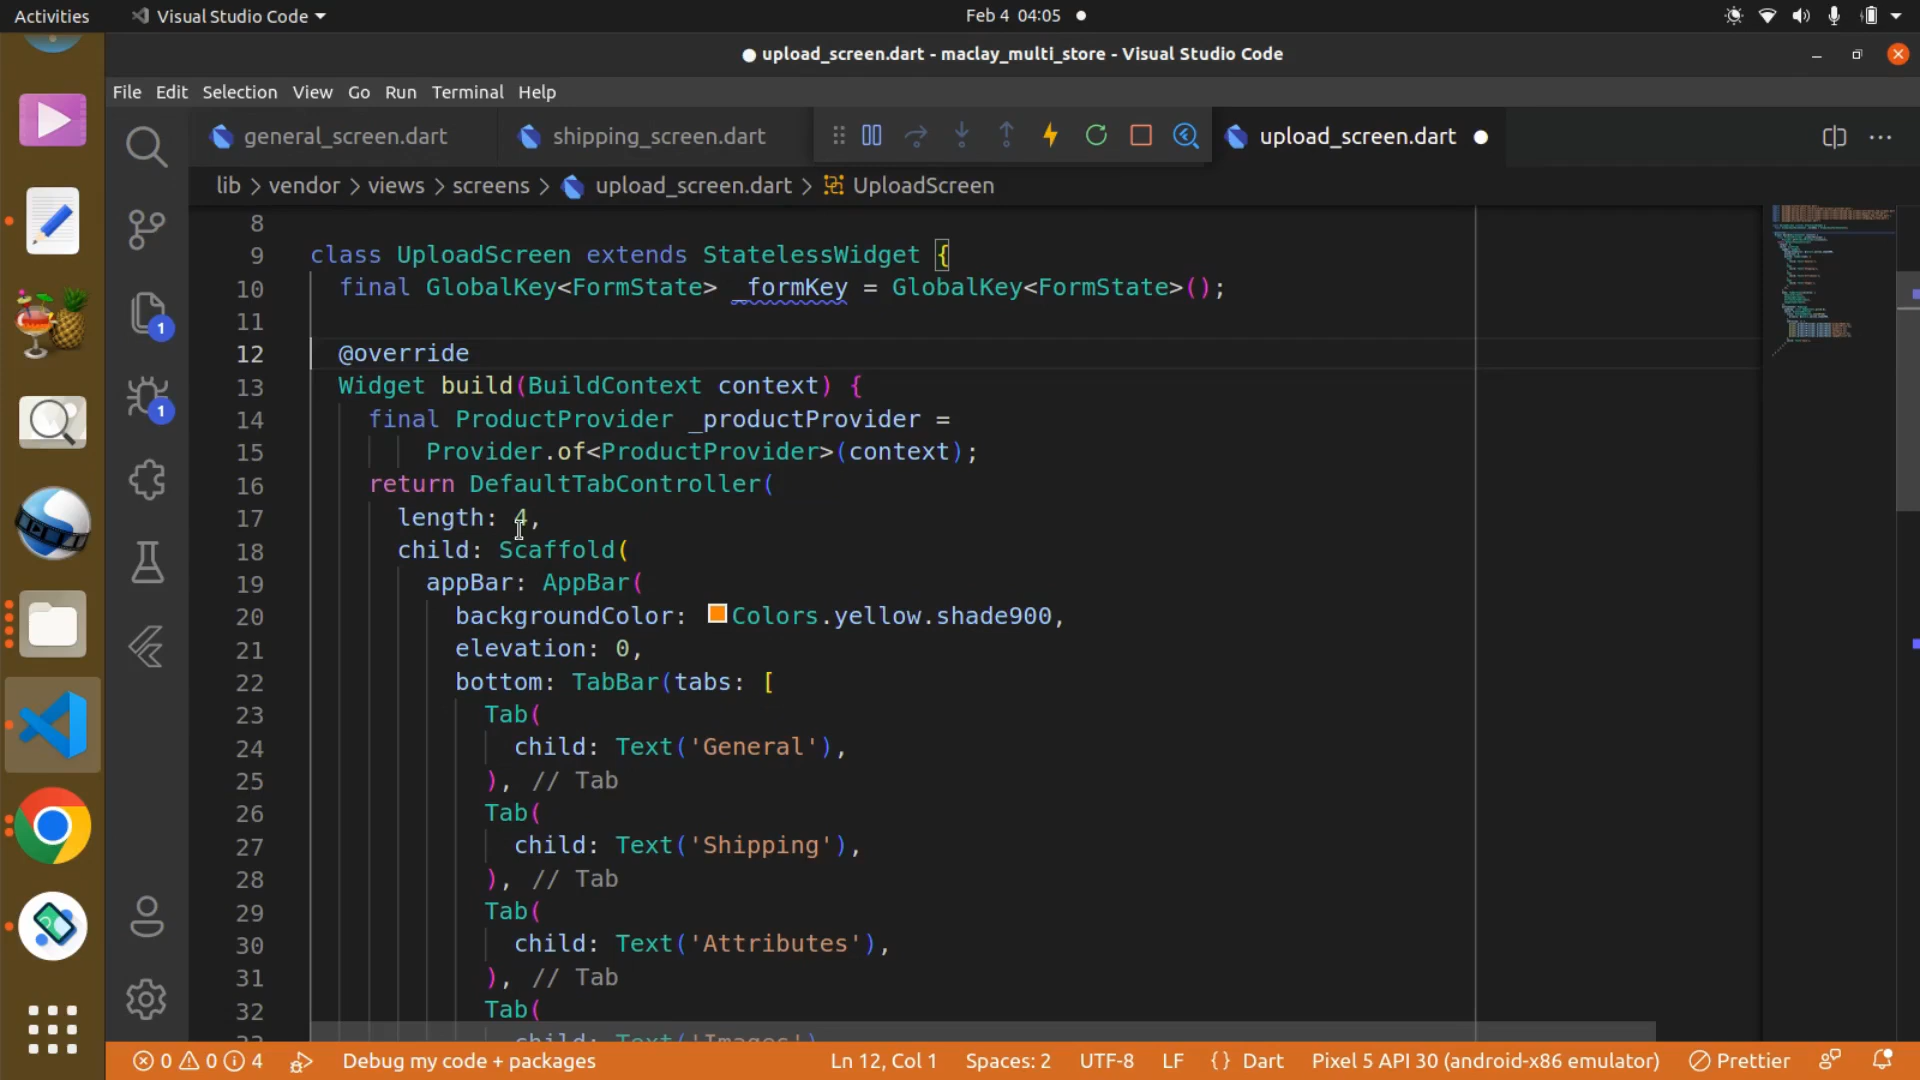 Activities
Visual Studio Code
Feb 4 04:05
upload_screen.dart - maclay_multi_store - Visual Studio Code
File Edit Selection View Go Run Terminal Help
general_screen.dart
shipping_screen.dart
upload_screen.dart
lib > vendor > views > screens > upload_screen.dart > UploadScreen
8
9 class UploadScreen extends StatelessWidget {
10 final GlobalKey<FormState> _formKey = GlobalKey<FormState>();
11
12 @override
13 Widget build(BuildContext context) {
14 final ProductProvider _productProvider =
15 Provider.of<ProductProvider>(context);
16 return DefaultTabController(
17 length: 4,
18 child: Scaffold(
19 appBar: AppBar(
20 backgroundColor: Colors.yellow.shade900,
21 elevation: 0,
22 bottom: TabBar(tabs: [
23 Tab(
24 child: Text('General'),
25 ), // Tab
26 Tab(
27 child: Text('Shipping'),
28 ), // Tab
29 Tab(
30 child: Text('Attributes'),
31 ), // Tab
32 Tab(
33 child: Text('Images'),
1
1
0 0 4 Debug my code + packages
Ln 12, Col 1 Spaces: 2 UTF-8 LF {} Dart Pixel 5 API 30 (android-x86 emulator) Prettier